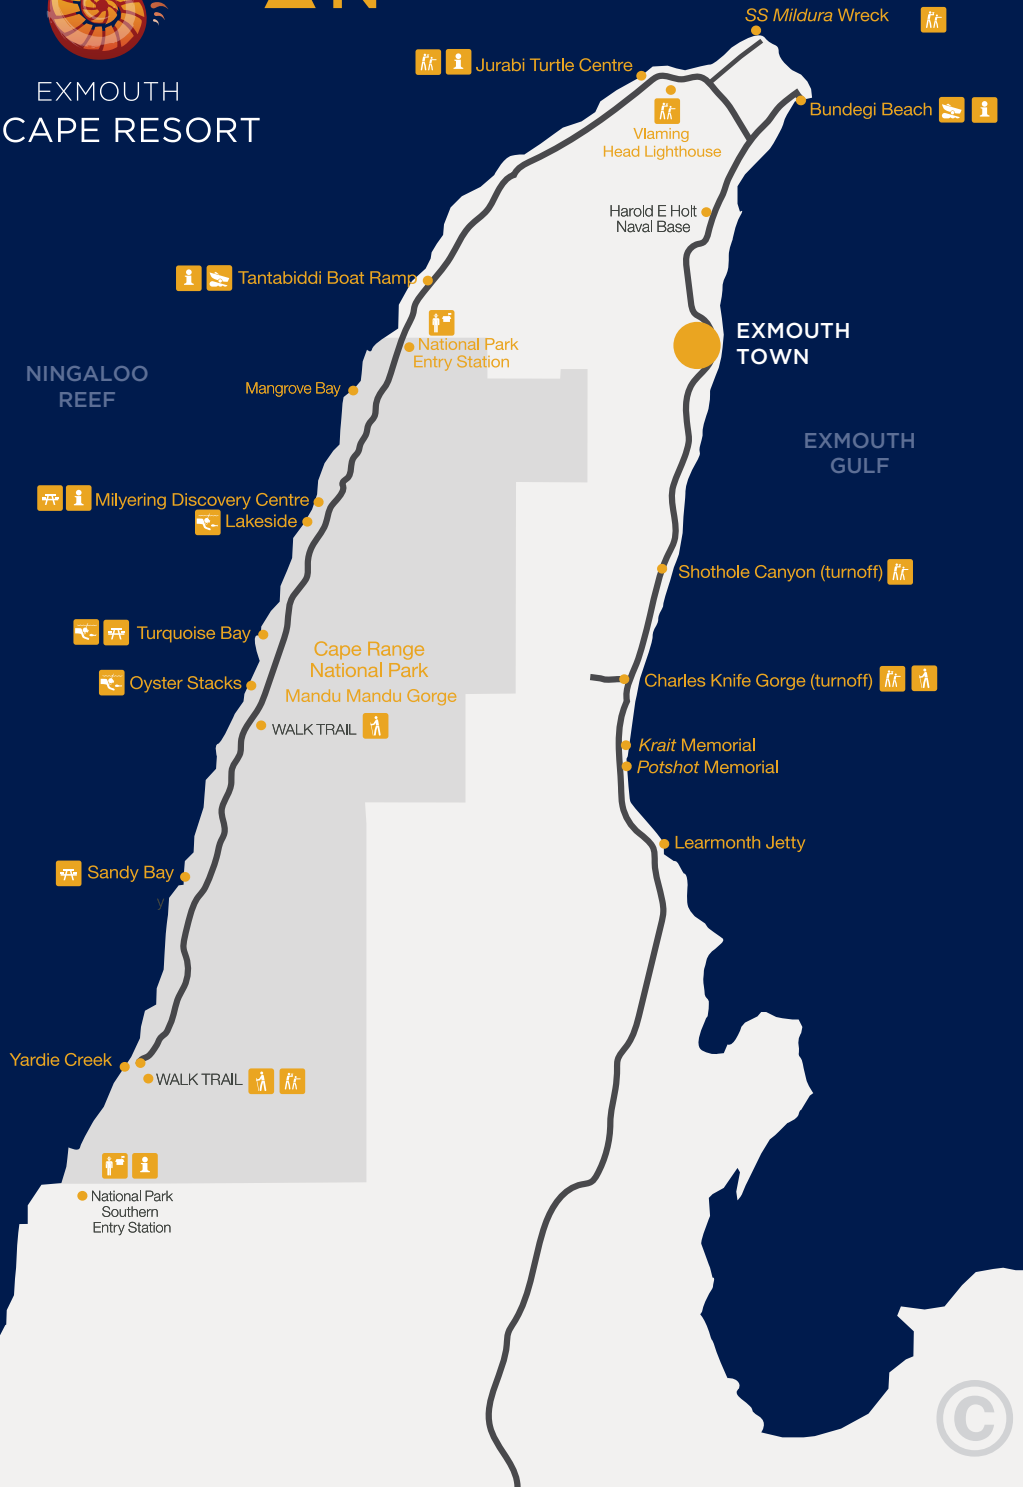 N
SS Mildura Wreck
Jurabi Turtle Centre
EXMOUTH
CAPE RESORT
Bundegi Beach
Vlaming
Head Lighthouse
Harold E Holt
Naval Base
Tantabiddi Boat Ramp
EXMOUTH
TOWN
National Park
Entry Station
NINGALOO
REEF
Mangrove Bay
EXMOUTH
GULF
Milyering Discovery Centre
Lakeside
Shothole Canyon (turnoff)
Turquoise Bay
Cape Range
National Park
Mandu Mandu Gorge
Oyster Stacks
Charles Knife Gorge (turnoff)
WALK TRAIL
Krait Memorial
Potshot Memorial
Learmonth Jetty
Sandy Bay
y
Yardie Creek
WALK TRAIL
National Park
Southern
Entry Station
©